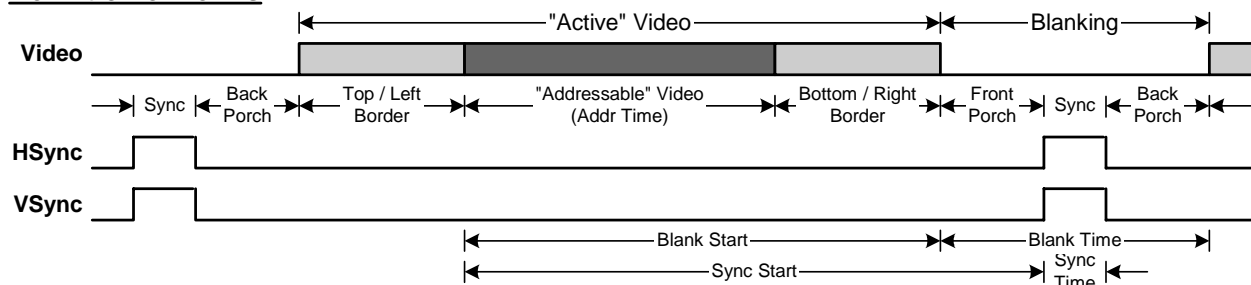 "Active" Video
Blanking
Video
Sync
Back
Porch
Top / Left
Border
"Addressable" Video
(Addr Time)
Bottom / Right
Border
Front
Porch
Sync
Back
Porch
HSync
VSync
Blank Start
Blank Time
Sync Start
Sync
Time